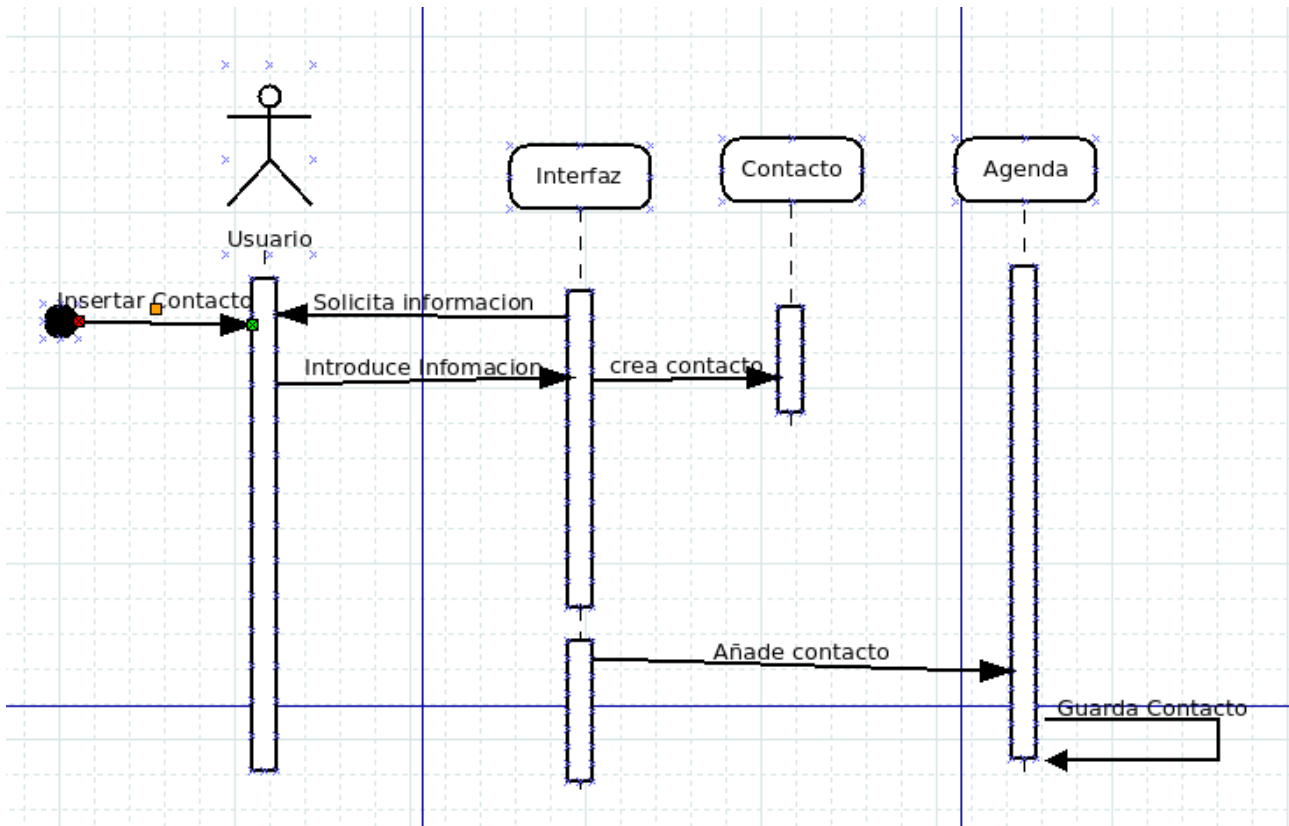 Interfaz
Contacto
Agenda
Usuario
Insertar Contacto
Solicita informacion
Introduce Infomacion
crea contacto
Añade contacto
Guarda Contacto